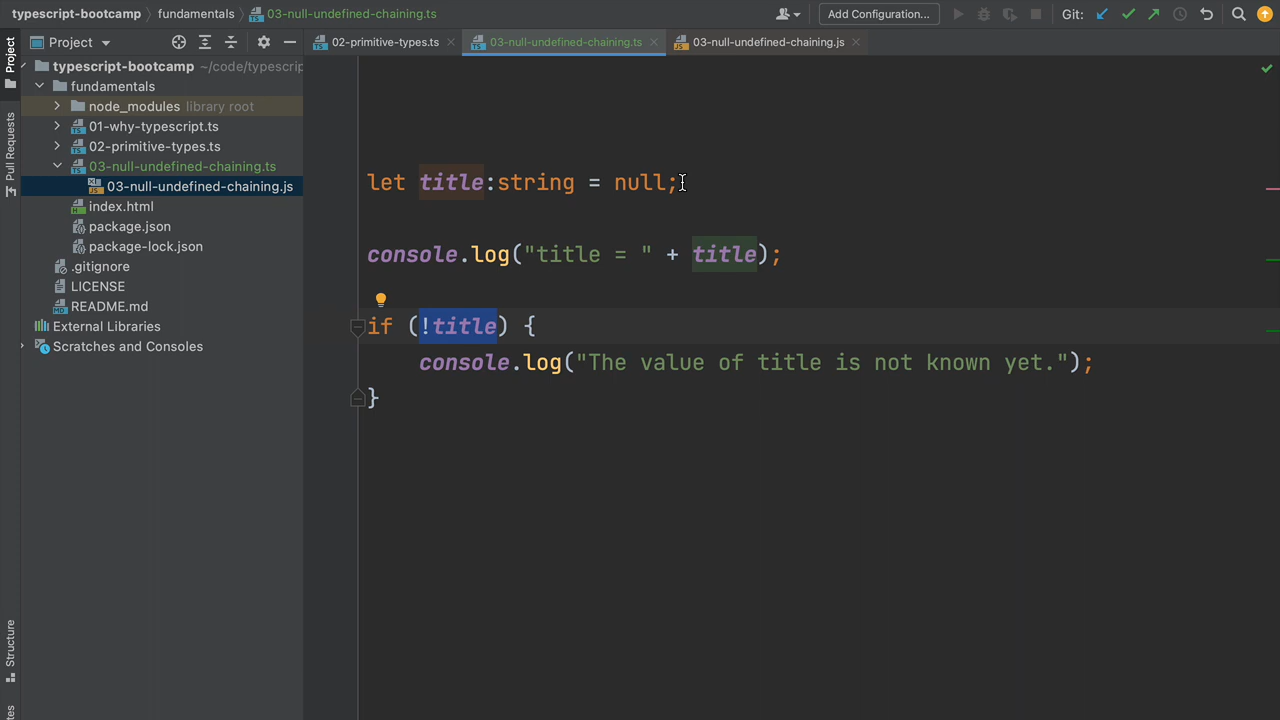 typescript-bootcamp › fundamentals › 03-null-undefined-chaining.ts
Add Configuration...
Git:
Project
02-primitive-types.ts
03-null-undefined-chaining.ts
03-null-undefined-chaining.js
Project
Pull Requests
Structure
typescript-bootcamp ~/code/typescrip
fundamentals
node_modules library root
01-why-typescript.ts
02-primitive-types.ts
03-null-undefined-chaining.ts
03-null-undefined-chaining.js
index.html
package.json
package-lock.json
.gitignore
LICENSE
README.md
External Libraries
Scratches and Consoles
let title:string = null;
console.log("title = " + title);
if (!title) {
console.log("The value of title is not known yet.");
}